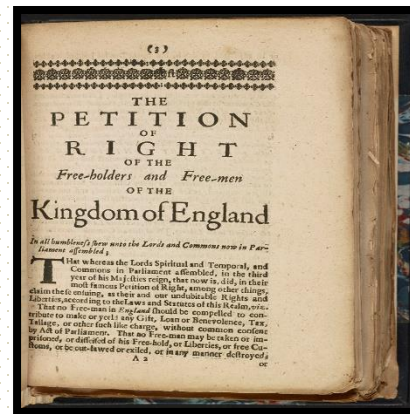 (3)
THE
PETITION
OF
RIGHT
OF THE
Free-holders and Free-men
OF THE
Kingdom of England
In all humbleness shew unto the Lords and Commons now in Par-
liament assembled;
THat whereas the Lords Spiritual and Temporal, and
Commons in Parliament assembled, in the third
year of his Majesties reign, that now is, did, in their
most famous Petition of Right, among other things,
claim these ensuing, as their and our undubitable Rights and
Liberties, according to the Laws and Statutes of this Realm, viz.
That no Free-man in England should be compelled to con-
tribute to make or yeeld any Gift, Loan or Benevolence, Tax,
Tallage, or other such like charge, without common consent
by Act of Parliament. That no Free-man may be taken or im-
prisoned, or disseised of his Free-hold, or Liberties, or free Cu-
stoms, or be out-lawed or exiled, or in any manner destroyed;
A 2
or